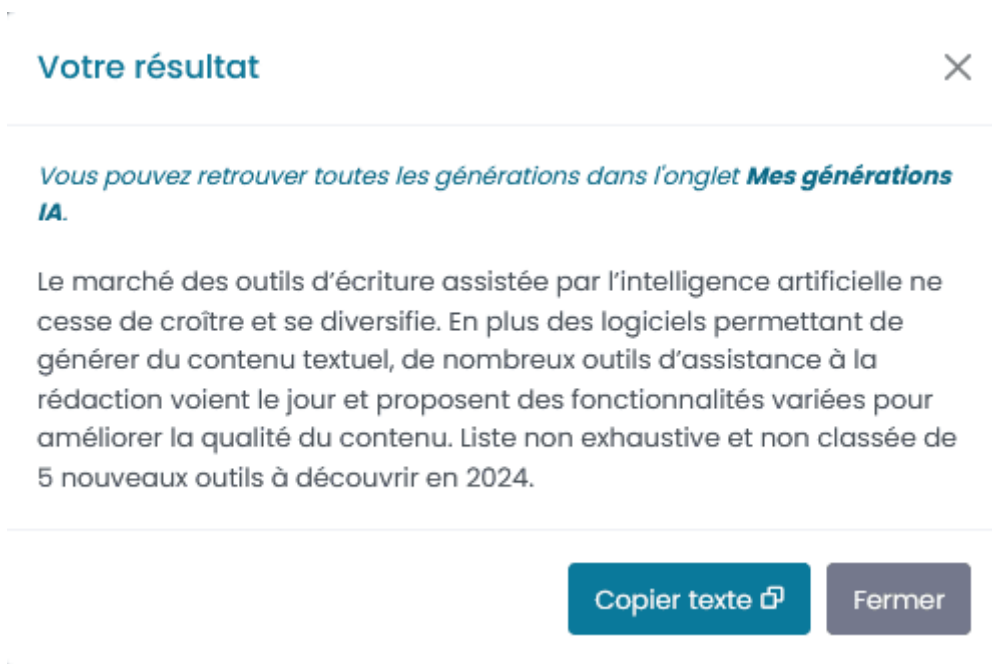 Votre résultat
Vous pouvez retrouver toutes les générations dans l'onglet Mes générations
IA.
Le marché des outils d’écriture assistée par l’intelligence artificielle ne
cesse de croître et se diversifie. En plus des logiciels permettant de
générer du contenu textuel, de nombreux outils d’assistance à la
rédaction voient le jour et proposent des fonctionnalités variées pour
améliorer la qualité du contenu. Liste non exhaustive et non classée de
5 nouveaux outils à découvrir en 2024.
Copier texte
Fermer